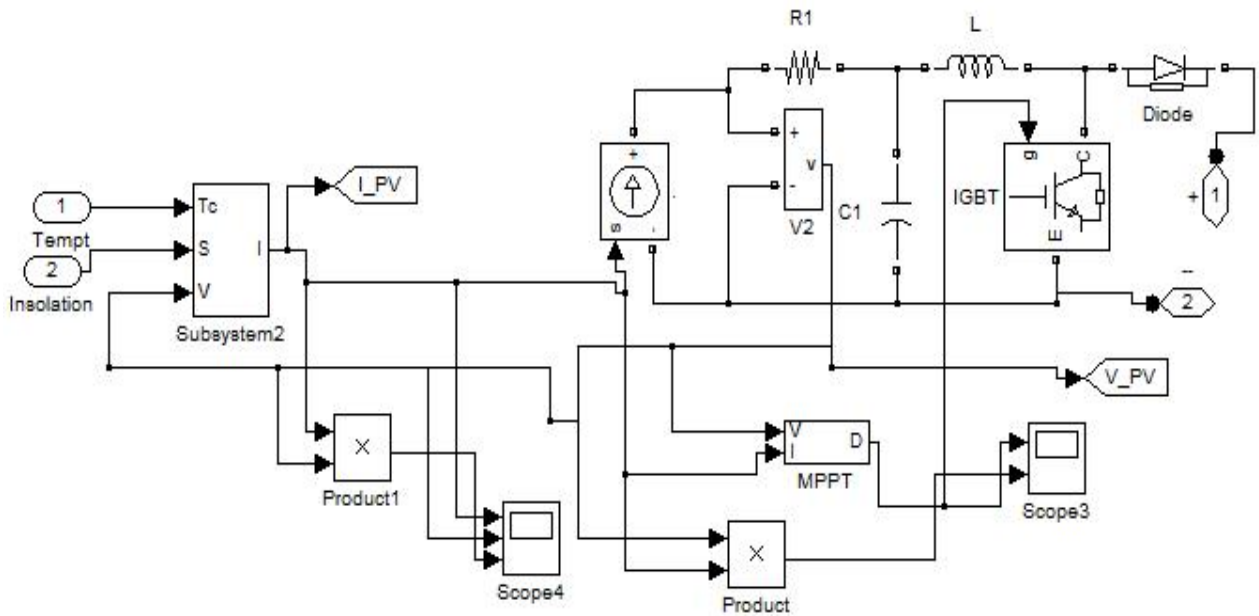 R1
L
Diode
+
-
s
+
-
v
V2
C1
g
C
IGBT
E
+
1
--
2
I_PV
1
Tempt
2
Insolation
Tc
S
V
I
Subsystem2
V_PV
X
Product1
V
I
D
MPPT
Scope3
Scope4
X
Product